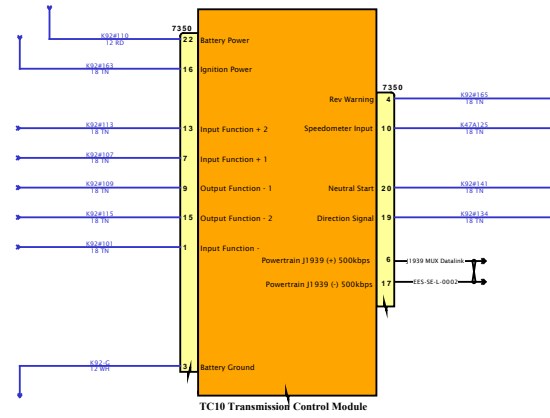 7350
K92#110
12 RD
22 Battery Power
K92#163
18 TN
16 Ignition Power
7350
Rev Warning 4
K92#165
18 TN
K92#113
18 TN
13 Input Function + 2
Speedometer Input 10
K47A125
18 TN
K92#107
18 TN
7 Input Function + 1
K92#109
18 TN
9 Output Function - 1
Neutral Start 20
K92#141
18 TN
K92#115
18 TN
15 Output Function - 2
Direction Signal 19
K92#134
18 TN
K92#101
18 TN
1 Input Function -
Powertrain J1939 (+) 500kbps 6 J1939 MUX Datalink
Powertrain J1939 (-) 500kbps 17 EES-SE-L-0002
K92-G
12 WH
3 Battery Ground
TC10 Transmission Control Module